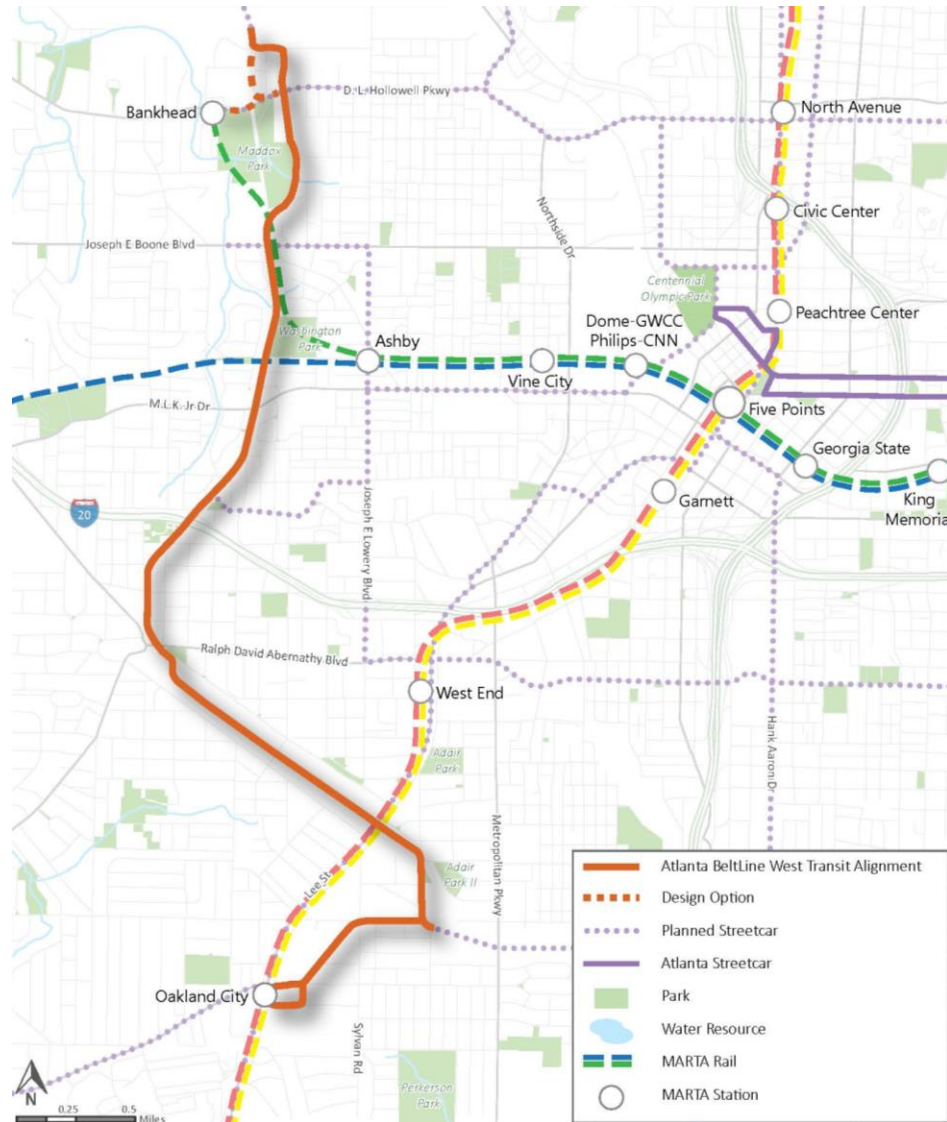 D. L. Hollowell Pkwy
Bankhead
North Avenue
Maddox
Park
Northside Dr
Civic Center
Joseph E Boone Blvd
Centennial
Olympic Park
Peachtree Center
Dome-GWCC
Philips-CNN
Washington
Park
Ashby
Vine City
M.L.K. Jr Dr
Five Points
Georgia State
Garnett
King
Memoria
20
Joseph E Lowery Blvd
Ralph David Abernathy Blvd
West End
Hank Aaron Dr
Adair
Park
Metropolitan Pkwy
Adair
Park II
Lee St
Oakland City
Sylvan Rd
Perkerson
Park
N
0.25 0.5
Miles
Atlanta BeltLine West Transit Alignment
Design Option
Planned Streetcar
Atlanta Streetcar
Park
Water Resource
MARTA Rail
MARTA Station